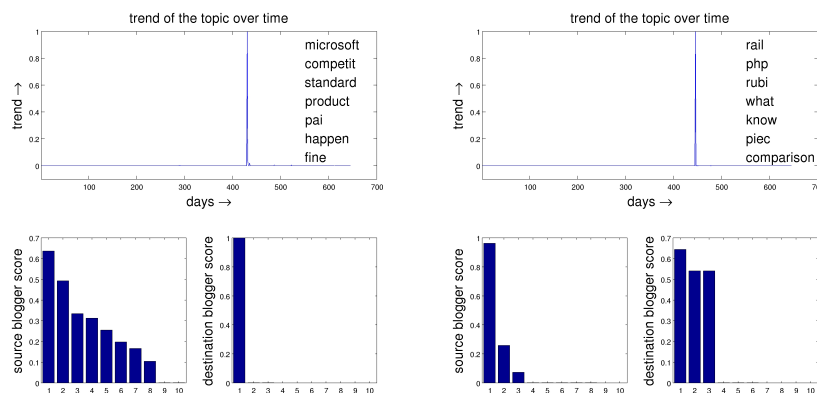 trend of the topic over time
1
0.8
0.6
0.4
0.2
0
trend →
microsoft
competit
standard
product
pai
happen
fine
100 200 300 400 500 600 700
days →
trend of the topic over time
1
0.8
0.6
0.4
0.2
0
trend →
rail
php
rubi
what
know
piec
comparison
100 200 300 400 500 600 700
days →
0.7
0.6
0.5
0.4
0.3
0.2
0.1
0
source blogger score
1 2 3 4 5 6 7 8 9 10
1
0.8
0.6
0.4
0.2
0
destination blogger score
1 2 3 4 5 6 7 8 9 10
1
0.8
0.6
0.4
0.2
0
source blogger score
1 2 3 4 5 6 7 8 9 10
0.7
0.6
0.5
0.4
0.3
0.2
0.1
0
destination blogger score
1 2 3 4 5 6 7 8 9 10